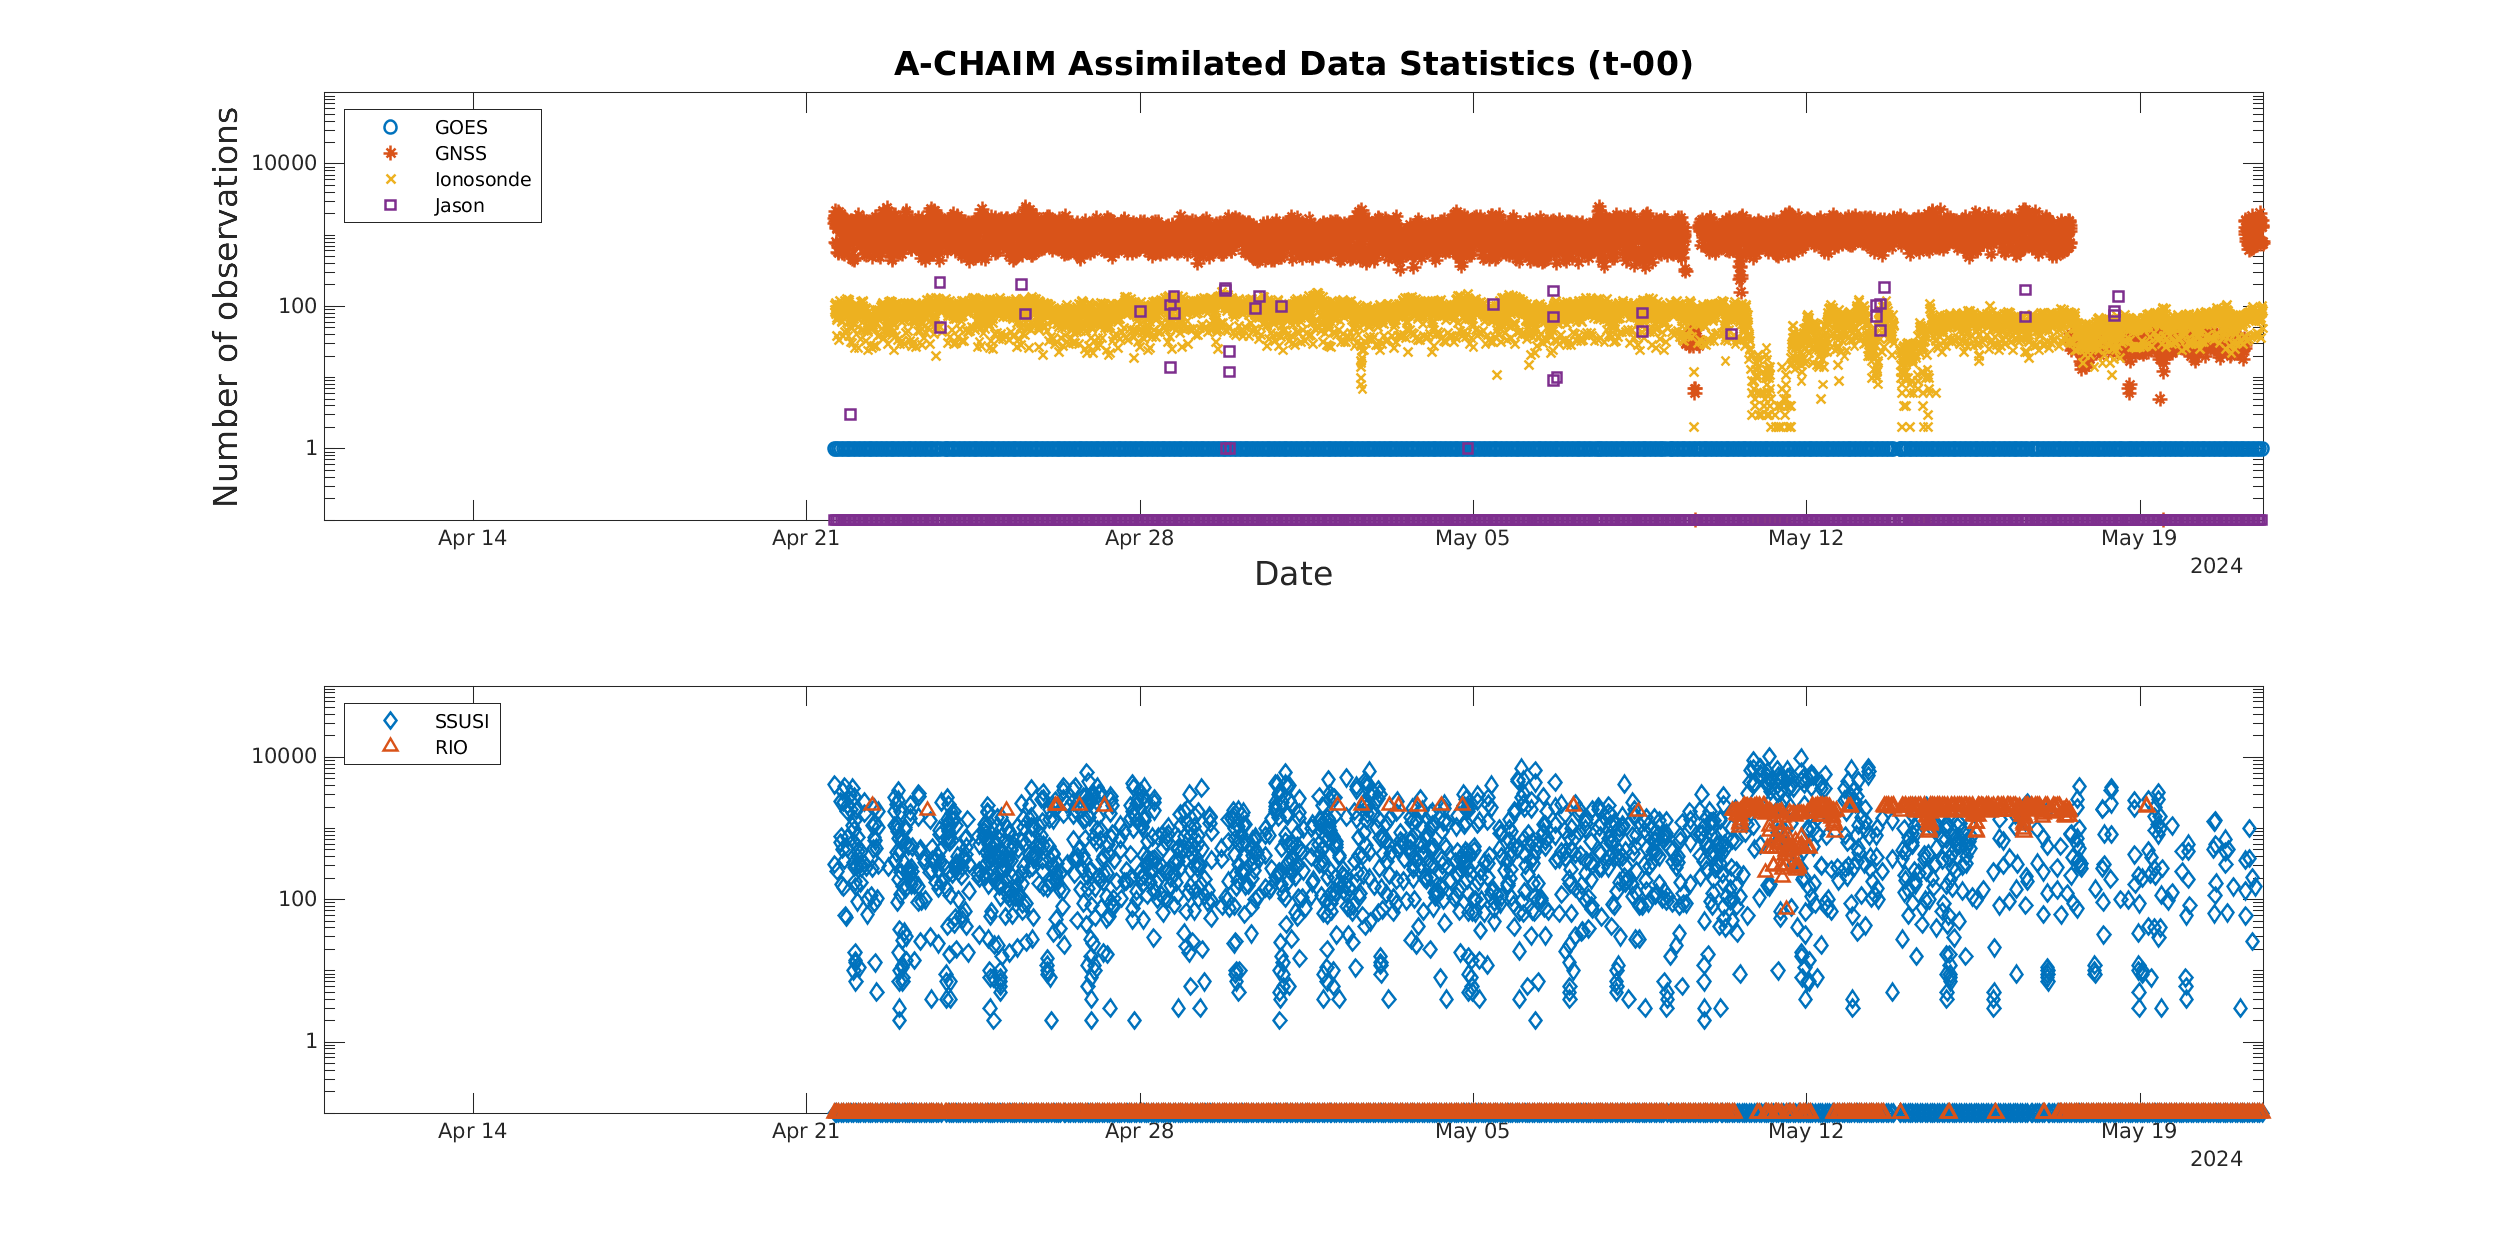 A-CHAIM Assimilated Data Statistics (t-00)
Number of observations
10000
100
1
GOES
GNSS
Ionosonde
Jason
Apr 14
Apr 21
Apr 28
May 05
May 12
May 19
2024
Date
10000
100
1
SSUSI
RIO
Apr 14
Apr 21
Apr 28
May 05
May 12
May 19
2024